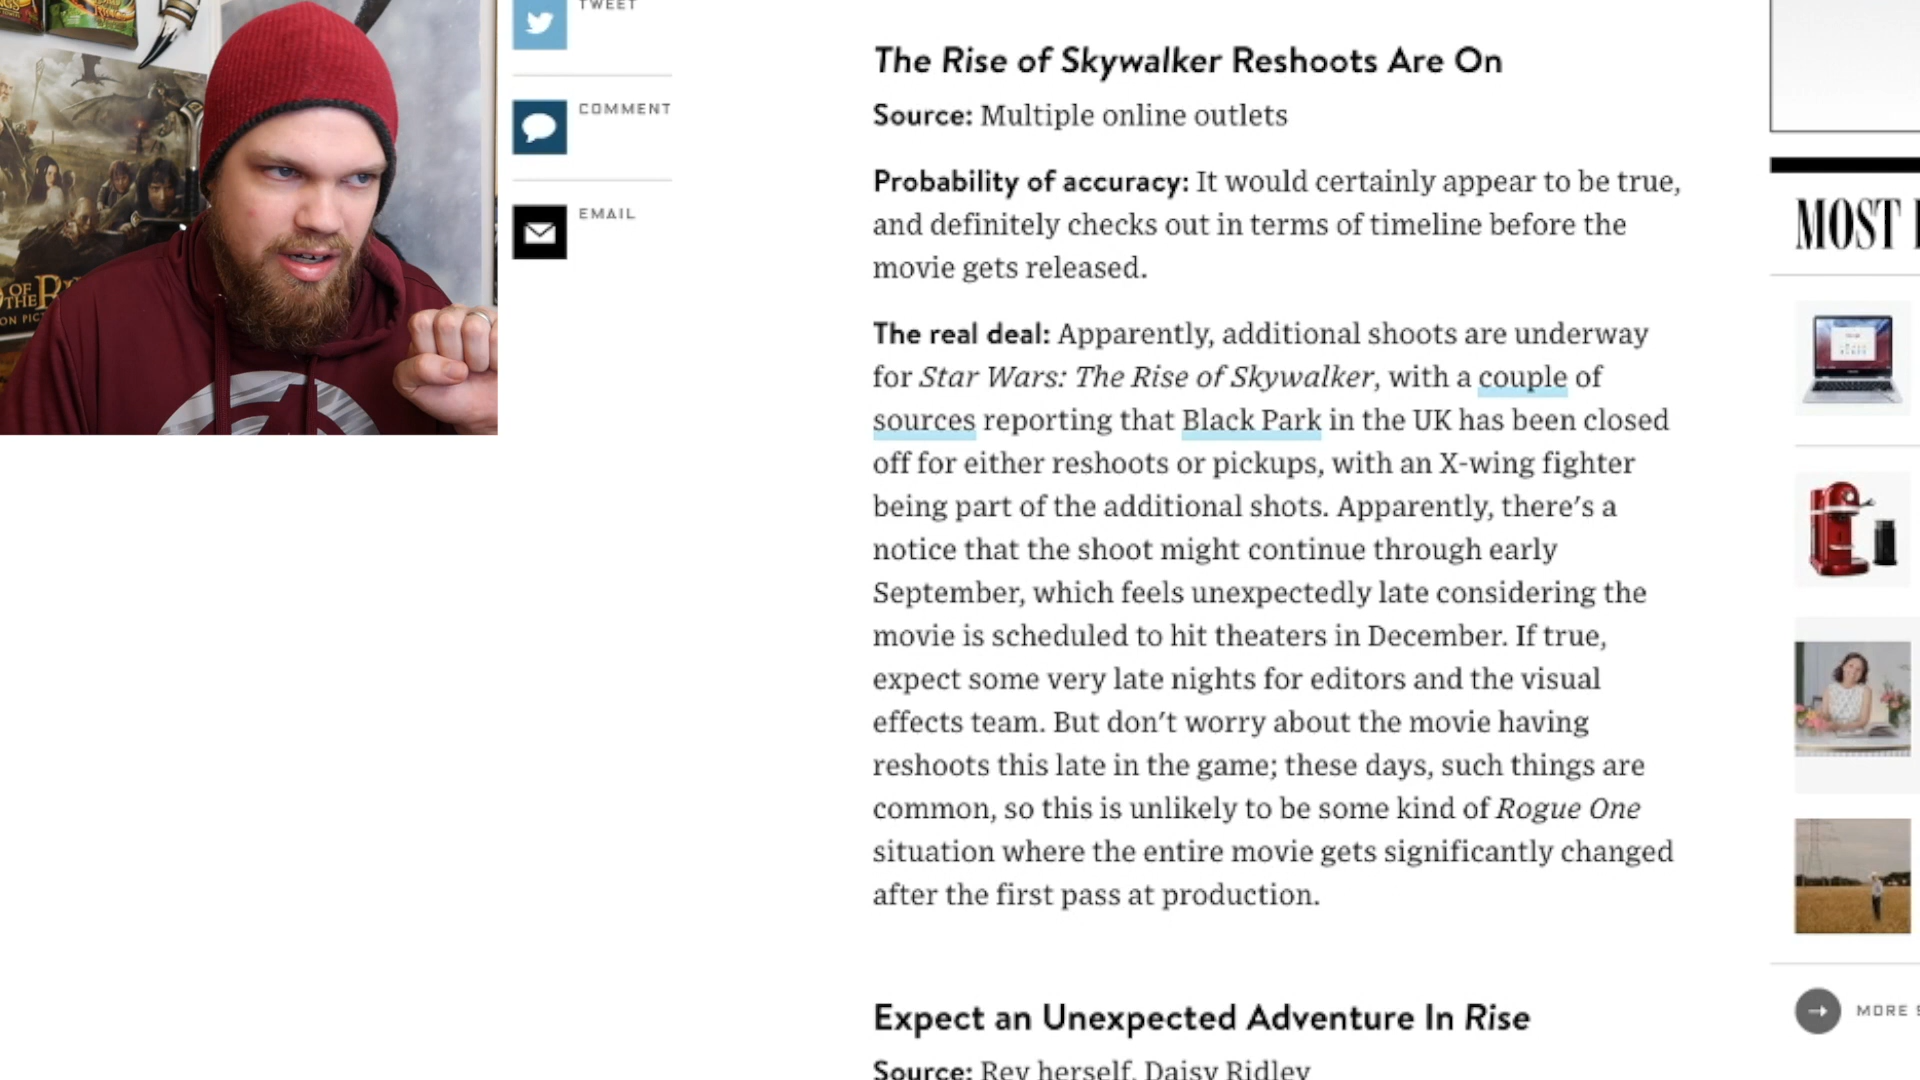 TWEET
COMMENT
EMAIL
OF
THE R
ON PIC
The Rise of Skywalker Reshoots Are On
Source: Multiple online outlets
Probability of accuracy: It would certainly appear to be true,
and definitely checks out in terms of timeline before the
movie gets released.
The real deal: Apparently, additional shoots are underway
for Star Wars: The Rise of Skywalker, with a couple of
sources reporting that Black Park in the UK has been closed
off for either reshoots or pickups, with an X-wing fighter
being part of the additional shots. Apparently, there's a
notice that the shoot might continue through early
September, which feels unexpectedly late considering the
movie is scheduled to hit theaters in December. If true,
expect some very late nights for editors and the visual
effects team. But don't worry about the movie having
reshoots this late in the game; these days, such things are
common, so this is unlikely to be some kind of Rogue One
situation where the entire movie gets significantly changed
after the first pass at production.
Expect an Unexpected Adventure In Rise
Source: Rey herself, Daisy Ridley
MOST
MORE